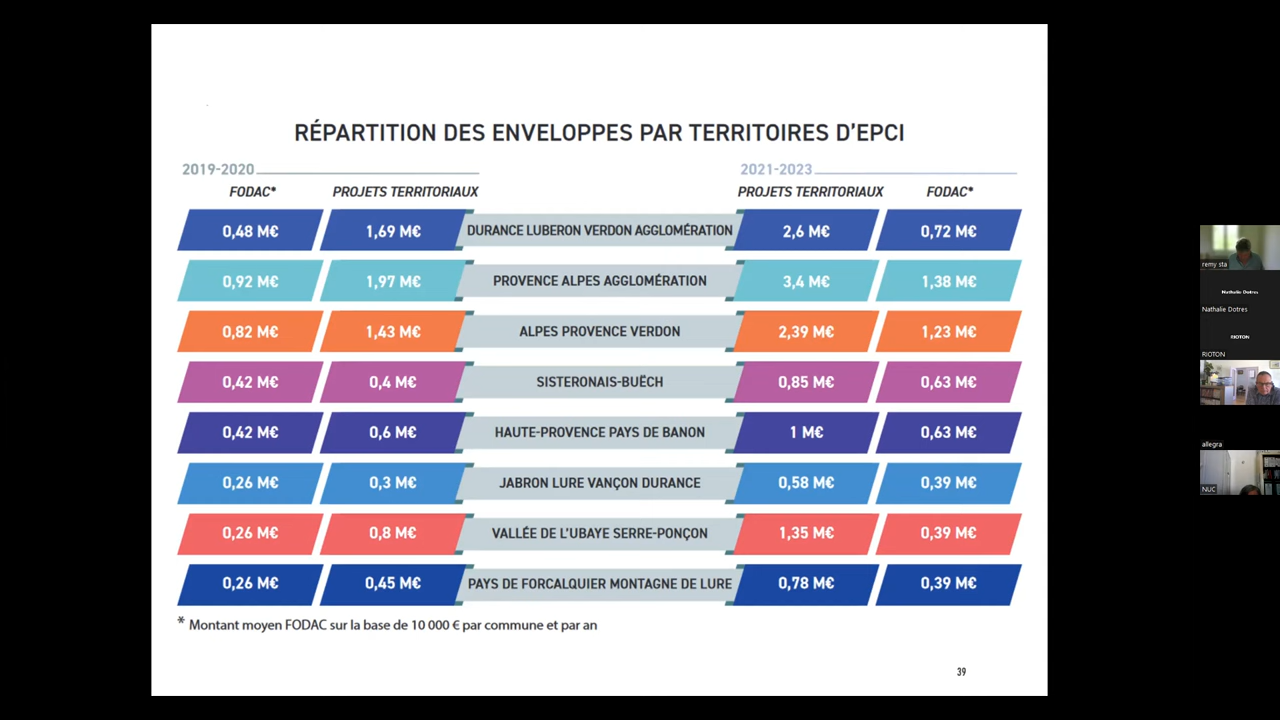 RÉPARTITION DES ENVELOPPES PAR TERRITOIRES D'EPCI
2019-2020 2021-2023
FODAC* PROJETS TERRITORIAUX PROJETS TERRITORIAUX FODAC*
0,48 M€ 1,69 M€ DURANCE LUBERON VERDON AGGLOMÉRATION 2,6 M€ 0,72 M€
0,92 M€ 1,97 M€ PROVENCE ALPES AGGLOMÉRATION 3,4 M€ 1,38 M€
0,82 M€ 1,43 M€ ALPES PROVENCE VERDON 2,39 M€ 1,23 M€
0,42 M€ 0,4 M€ SISTERONAIS-BUËCH 0,85 M€ 0,63 M€
0,42 M€ 0,6 M€ HAUTE-PROVENCE PAYS DE BANON 1 M€ 0,63 M€
0,26 M€ 0,3 M€ JABRON LURE VANÇON DURANCE 0,58 M€ 0,39 M€
0,26 M€ 0,8 M€ VALLÉE DE L'UBAYE SERRE-PONÇON 1,35 M€ 0,39 M€
0,26 M€ 0,45 M€ PAYS DE FORCALQUIER MONTAGNE DE LURE 0,78 M€ 0,39 M€
* Montant moyen FODAC sur la base de 10 000 € par commune et par an
39
remy sta
Nathalie Dotres
Nathalie Dotres
RIOTON
RIOTON
allegra
NUC